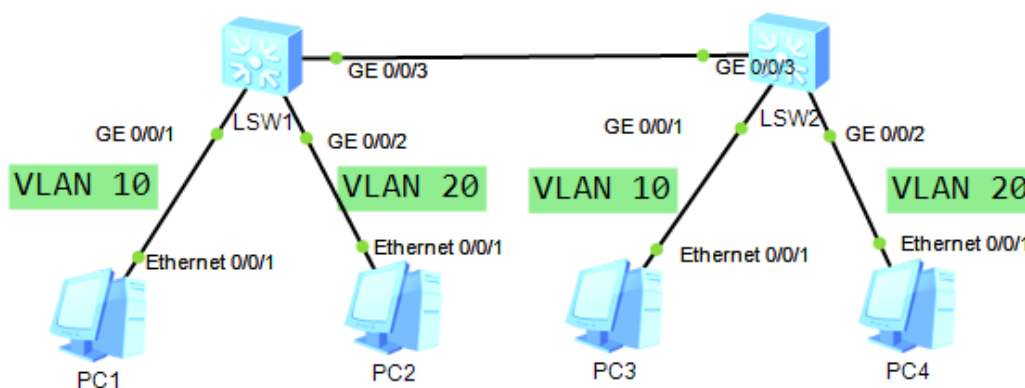 GE 0/0/3
GE 0/0/3
LSW1
LSW2
GE 0/0/1
GE 0/0/2
GE 0/0/1
GE 0/0/2
VLAN 10
VLAN 20
VLAN 10
VLAN 20
Ethernet 0/0/1
Ethernet 0/0/1
Ethernet 0/0/1
Ethernet 0/0/1
PC1
PC2
PC3
PC4